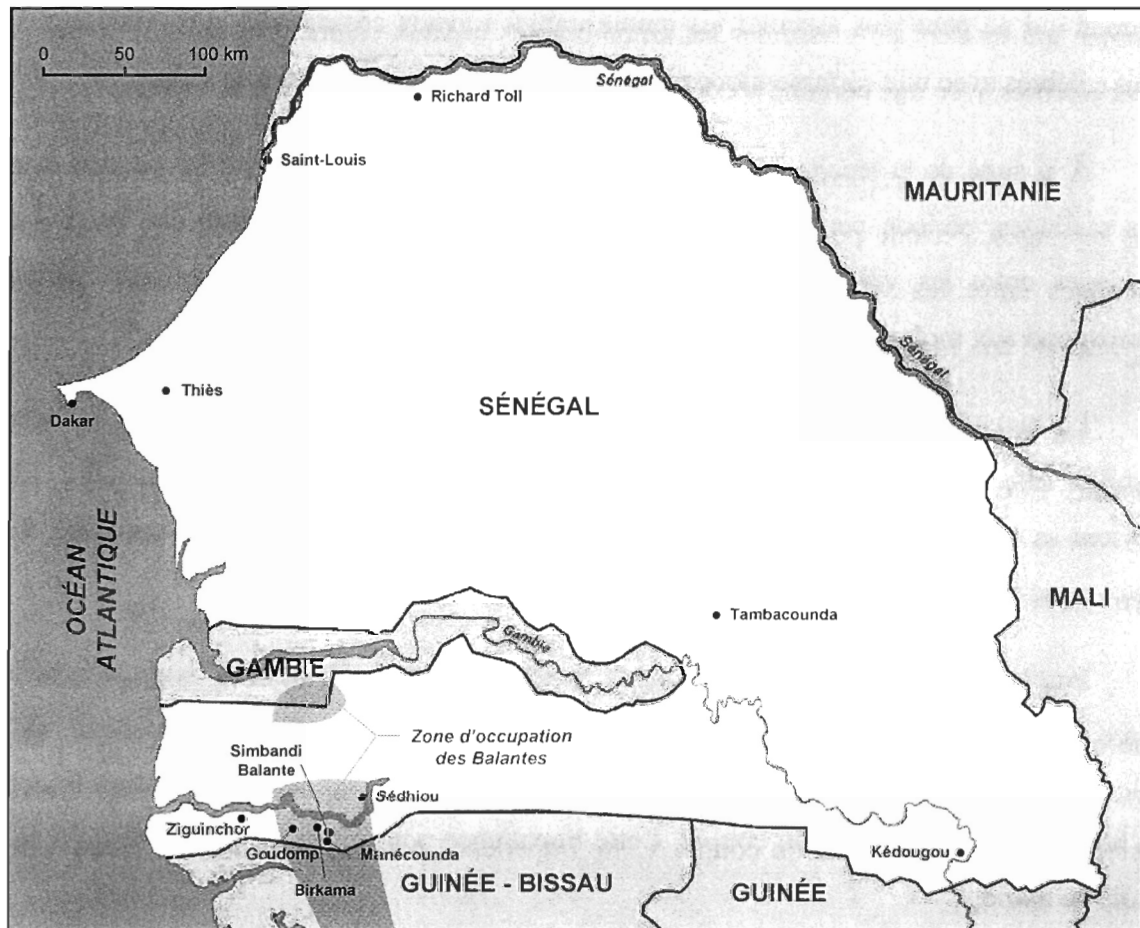 0 50 100 km
Sénégal
Richard Toll
Saint-Louis
MAURITANIE
Sénégal
Thiès
SÉNÉGAL
Dakar
OCÉAN
ATLANTIQUE
MALI
Tambacounda
Gambie
GAMBIE
Zone d'occupation
des Balantes
Simbandi
Balante
Sédhiou
Ziguinchor
Goudomp
Manécounda
Kédougou
Birkama
GUINÉE - BISSAU
GUINÉE